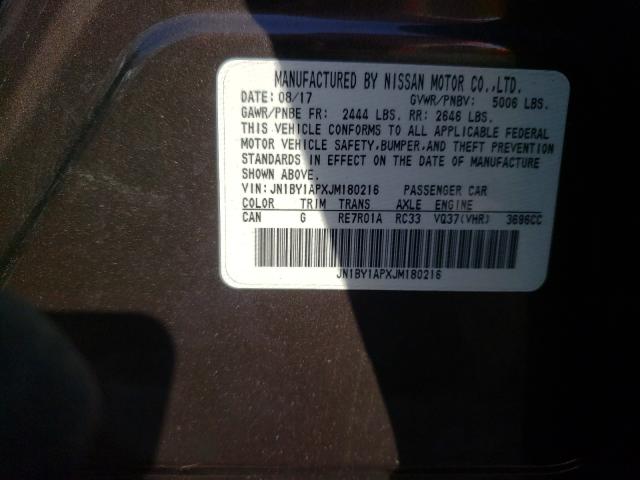 MANUFACTURED BY NISSAN MOTOR CO.,LTD.
DATE: 08/17 GVWR/PNBV: 5006 LBS.
GAWR/PNBE FR: 2444 LBS. RR: 2646 LBS.
THIS VEHICLE CONFORMS TO ALL APPLICABLE FEDERAL
MOTOR VEHICLE SAFETY,BUMPER,AND THEFT PREVENTION
STANDARDS IN EFFECT ON THE DATE OF MANUFACTURE
SHOWN ABOVE.
VIN: JN1BY1APXJM180216 PASSENGER CAR
COLOR TRIM TRANS AXLE ENGINE
CAN G RE7R01A RC33 VQ37(VHR) 3696CC
JN1BY1APXJM180216